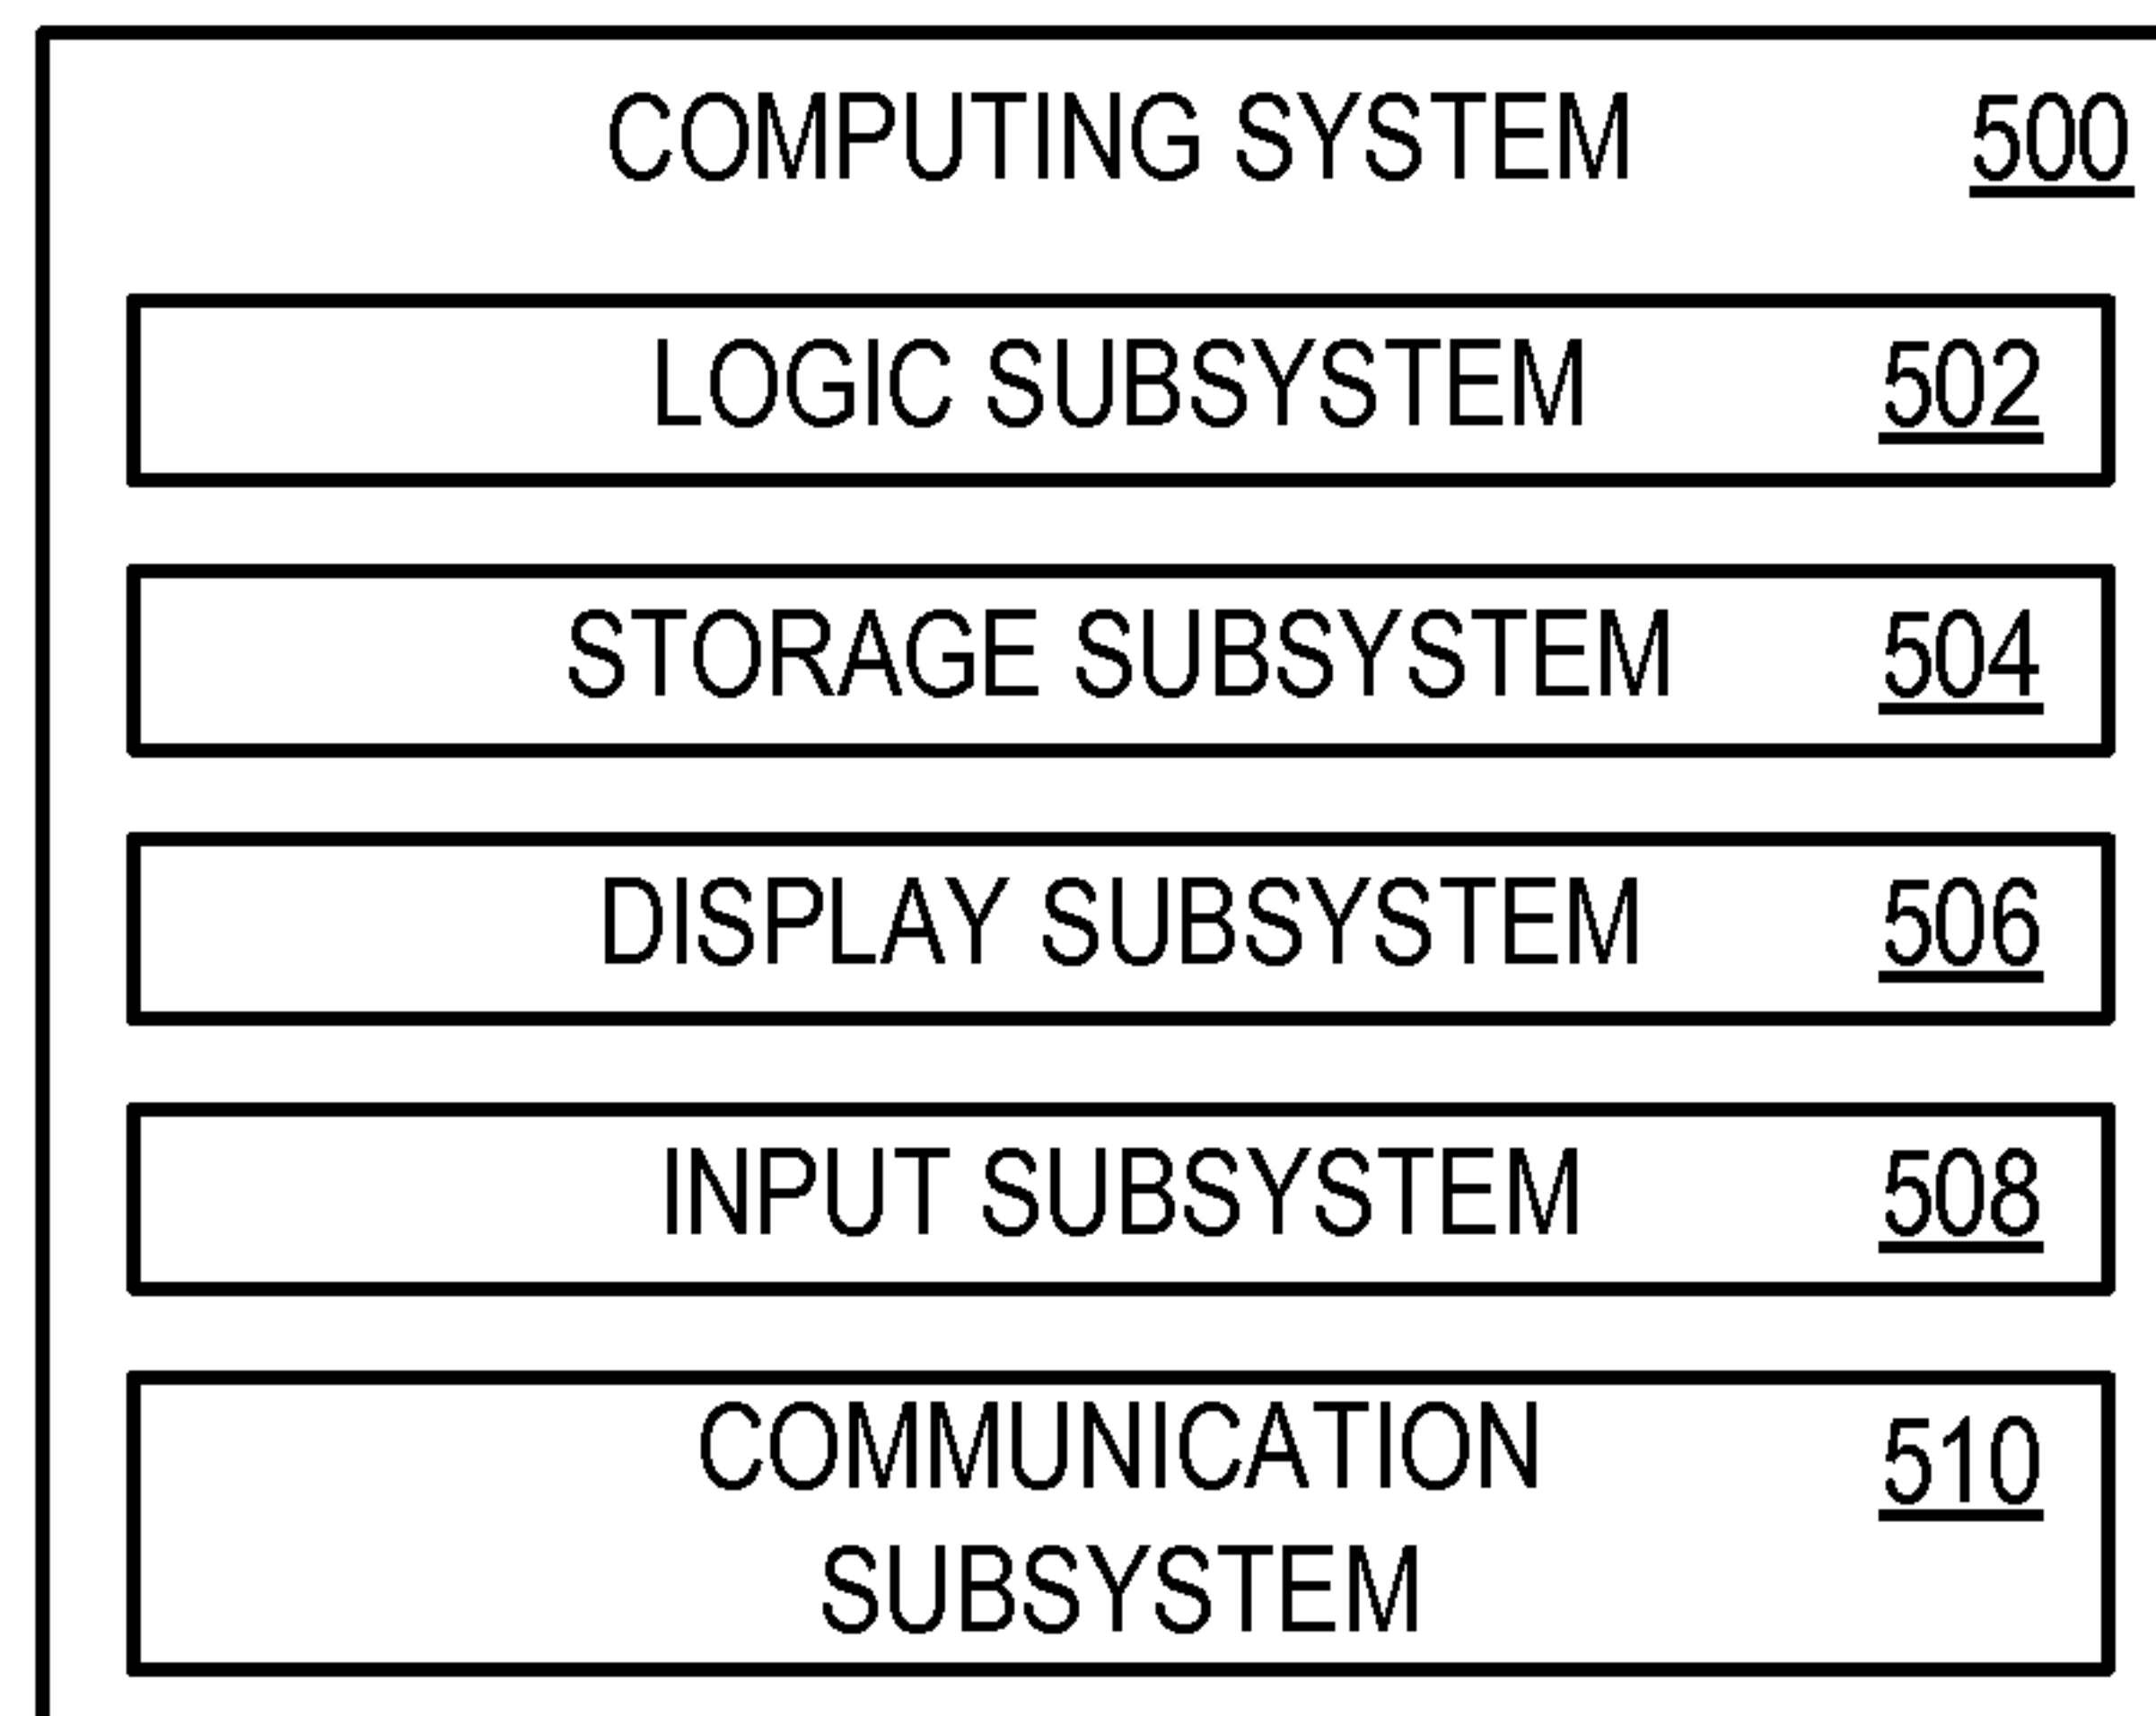 COMPUTING SYSTEM 500
LOGIC SUBSYSTEM 502
STORAGE SUBSYSTEM 504
DISPLAY SUBSYSTEM 506
INPUT SUBSYSTEM 508
COMMUNICATION 510
SUBSYSTEM